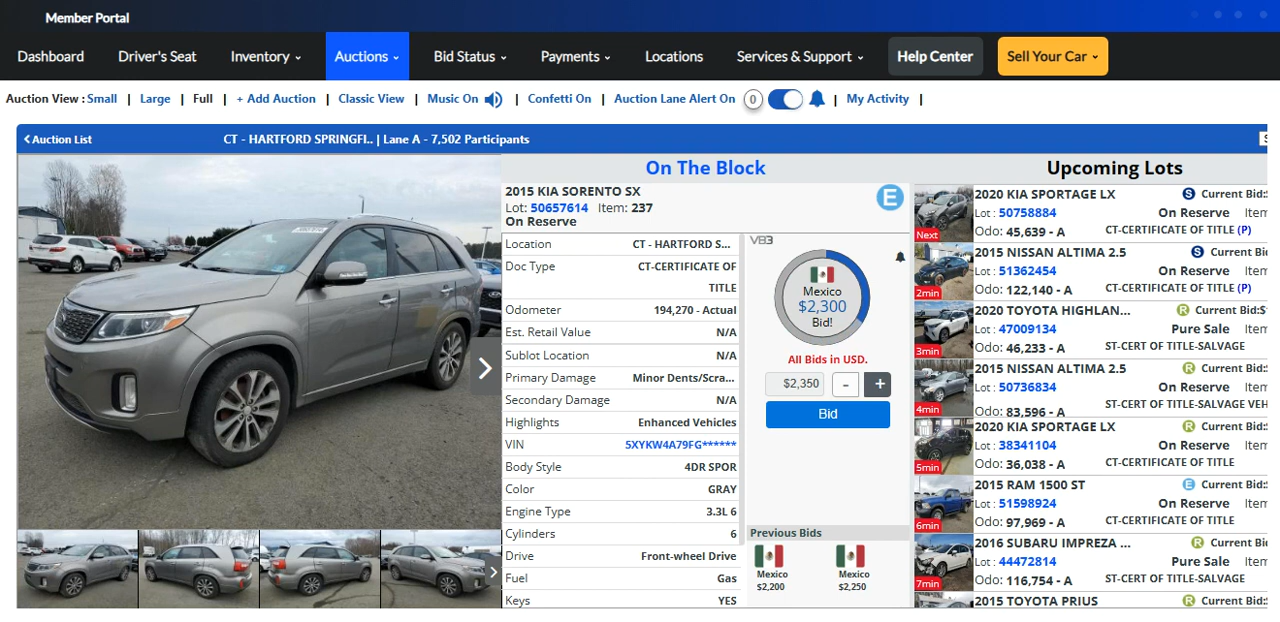 Member Portal
Dashboard Driver's Seat Inventory Auctions Bid Status Payments Locations Services & Support Help Center Sell Your Car
Auction View : Small | Large | Full | + Add Auction | Classic View | Music On | Confetti On | Auction Lane Alert On 0 | My Activity |
Auction List CT - HARTFORD SPRINGFI.. | Lane A - 7,502 Participants
On The Block
2015 KIA SORENTO SX
Lot: 50657614 Item: 237
On Reserve
E
Location CT - HARTFORD S...
Doc Type CT-CERTIFICATE OF
TITLE
Odometer 194,270 - Actual
Est. Retail Value N/A
Sublot Location N/A
Primary Damage Minor Dents/Scra...
Secondary Damage N/A
Highlights Enhanced Vehicles
VIN 5XYKW4A79FG******
Body Style 4DR SPOR
Color GRAY
Engine Type 3.3L 6
Cylinders 6
Drive Front-wheel Drive
Fuel Gas
Keys YES
VB3
Mexico
$2,300
Bid!
All Bids in USD.
$2,350 - +
Bid
Previous Bids
Mexico Mexico
$2,200 $2,250
Upcoming Lots
2020 KIA SPORTAGE LX S Current Bid:
Lot : 50758884 On Reserve Item
Odo: 45,639 - A CT-CERTIFICATE OF TITLE (P)
Next
2015 NISSAN ALTIMA 2.5 S Current Bi
Lot : 51362454 On Reserve Item
Odo: 122,140 - A CT-CERTIFICATE OF TITLE (P)
2min
2020 TOYOTA HIGHLAN... R Current Bid:
Lot : 47009134 Pure Sale Item
Odo: 46,233 - A ST-CERT OF TITLE-SALVAGE
3min
2015 NISSAN ALTIMA 2.5 R Current Bid:
Lot : 50736834 On Reserve Item
Odo: 83,596 - A ST-CERT OF TITLE-SALVAGE VEH
4min
2020 KIA SPORTAGE LX R Current Bid:
Lot : 38341104 On Reserve Item
Odo: 36,038 - A CT-CERTIFICATE OF TITLE
5min
2015 RAM 1500 ST E Current Bid:
Lot : 51598924 On Reserve Item
Odo: 97,969 - A CT-CERTIFICATE OF TITLE
6min
2016 SUBARU IMPREZA ... R Current Bi
Lot : 44472814 Pure Sale Item
Odo: 116,754 - A ST-CERT OF TITLE-SALVAGE
7min
2015 TOYOTA PRIUS R Current Bid: